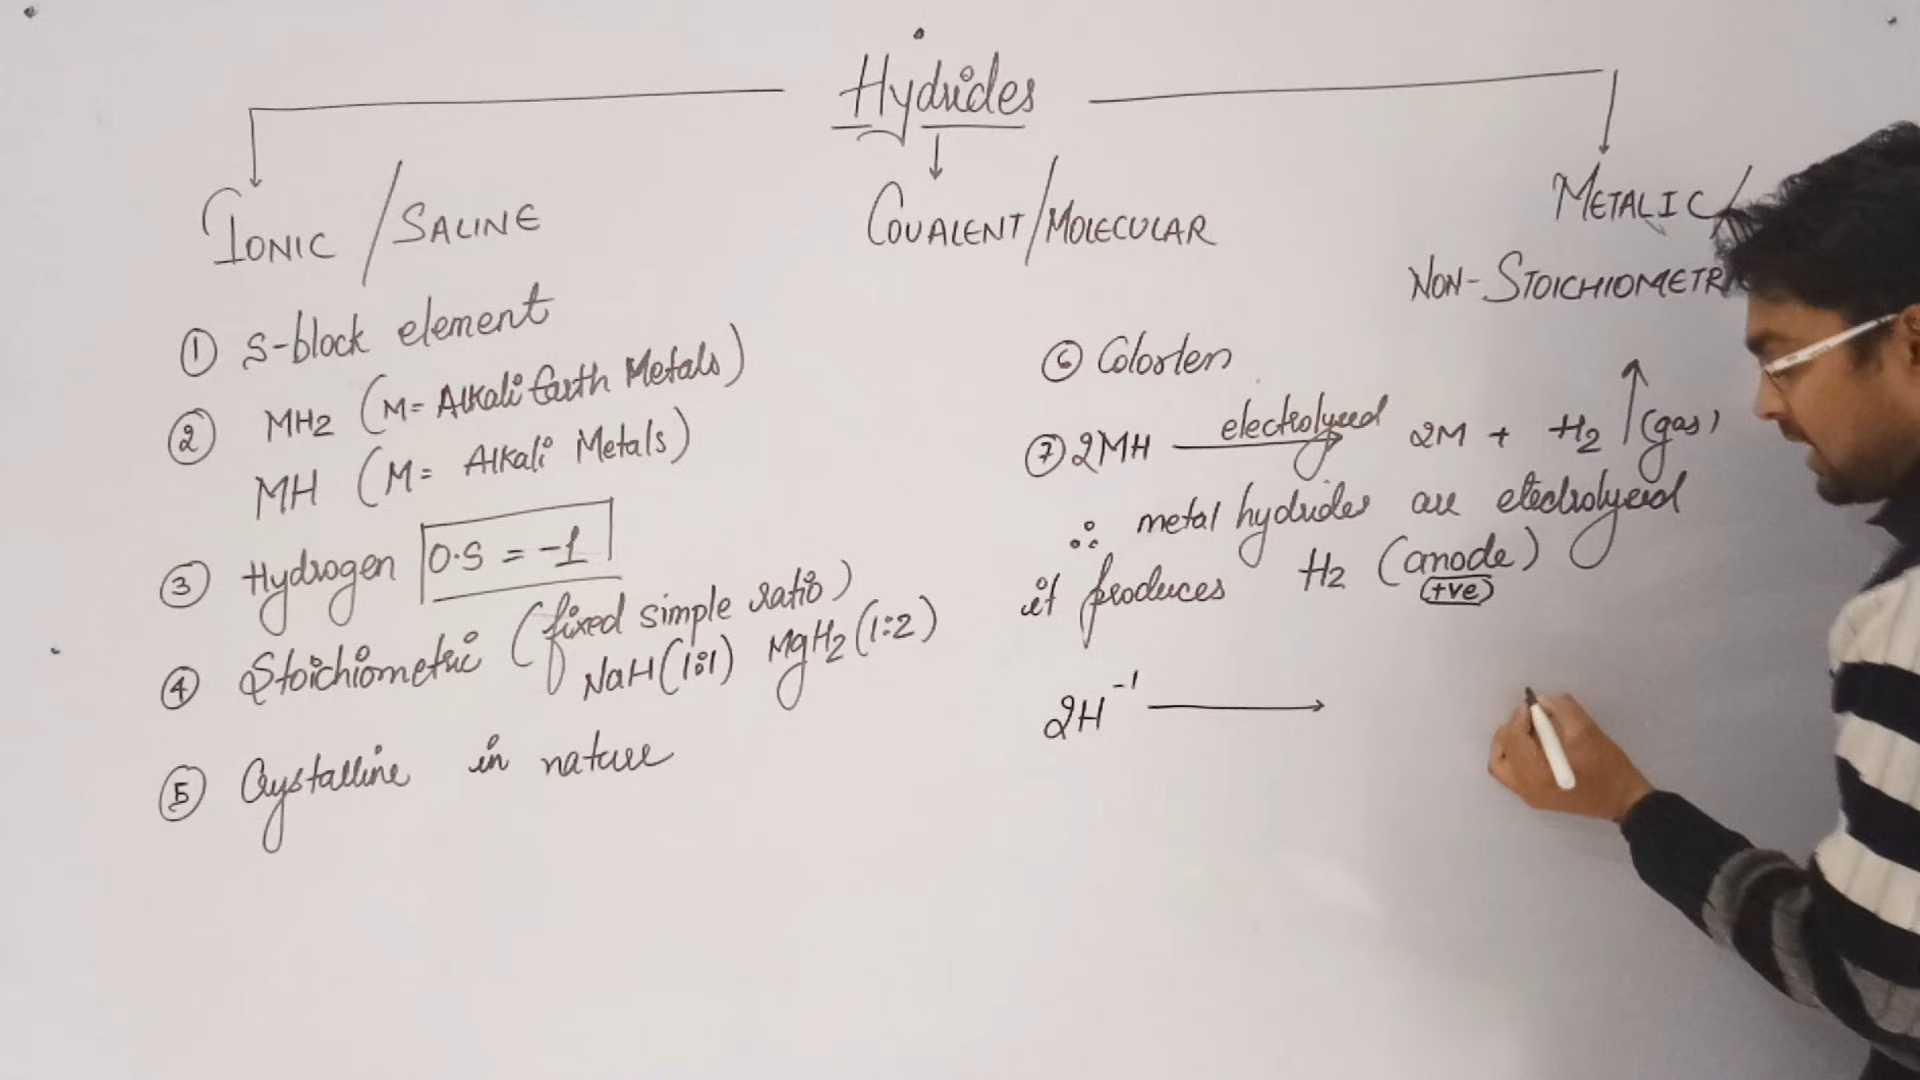 Hydrides
IONIC / SALINE
COVALENT/MOLECULAR
METALIC/
NON-STOICHIOMETRI
① S-block element
② MH2 (M= Alkali Earth Metals)
MH (M= Alkali Metals)
③ Hydrogen O.S = -1
④ Stoichiometric (fixed simple ratio)
NaH(1:1) MgH2(1:2)
⑤ Crystalline in nature
⑥ Colorless
⑦ 2MH electrolysed → 2M + H2 ↑ (gas)
∴ metal hydrides are electrolysed
it produces H2 (anode)
+ve
2H⁻¹ →